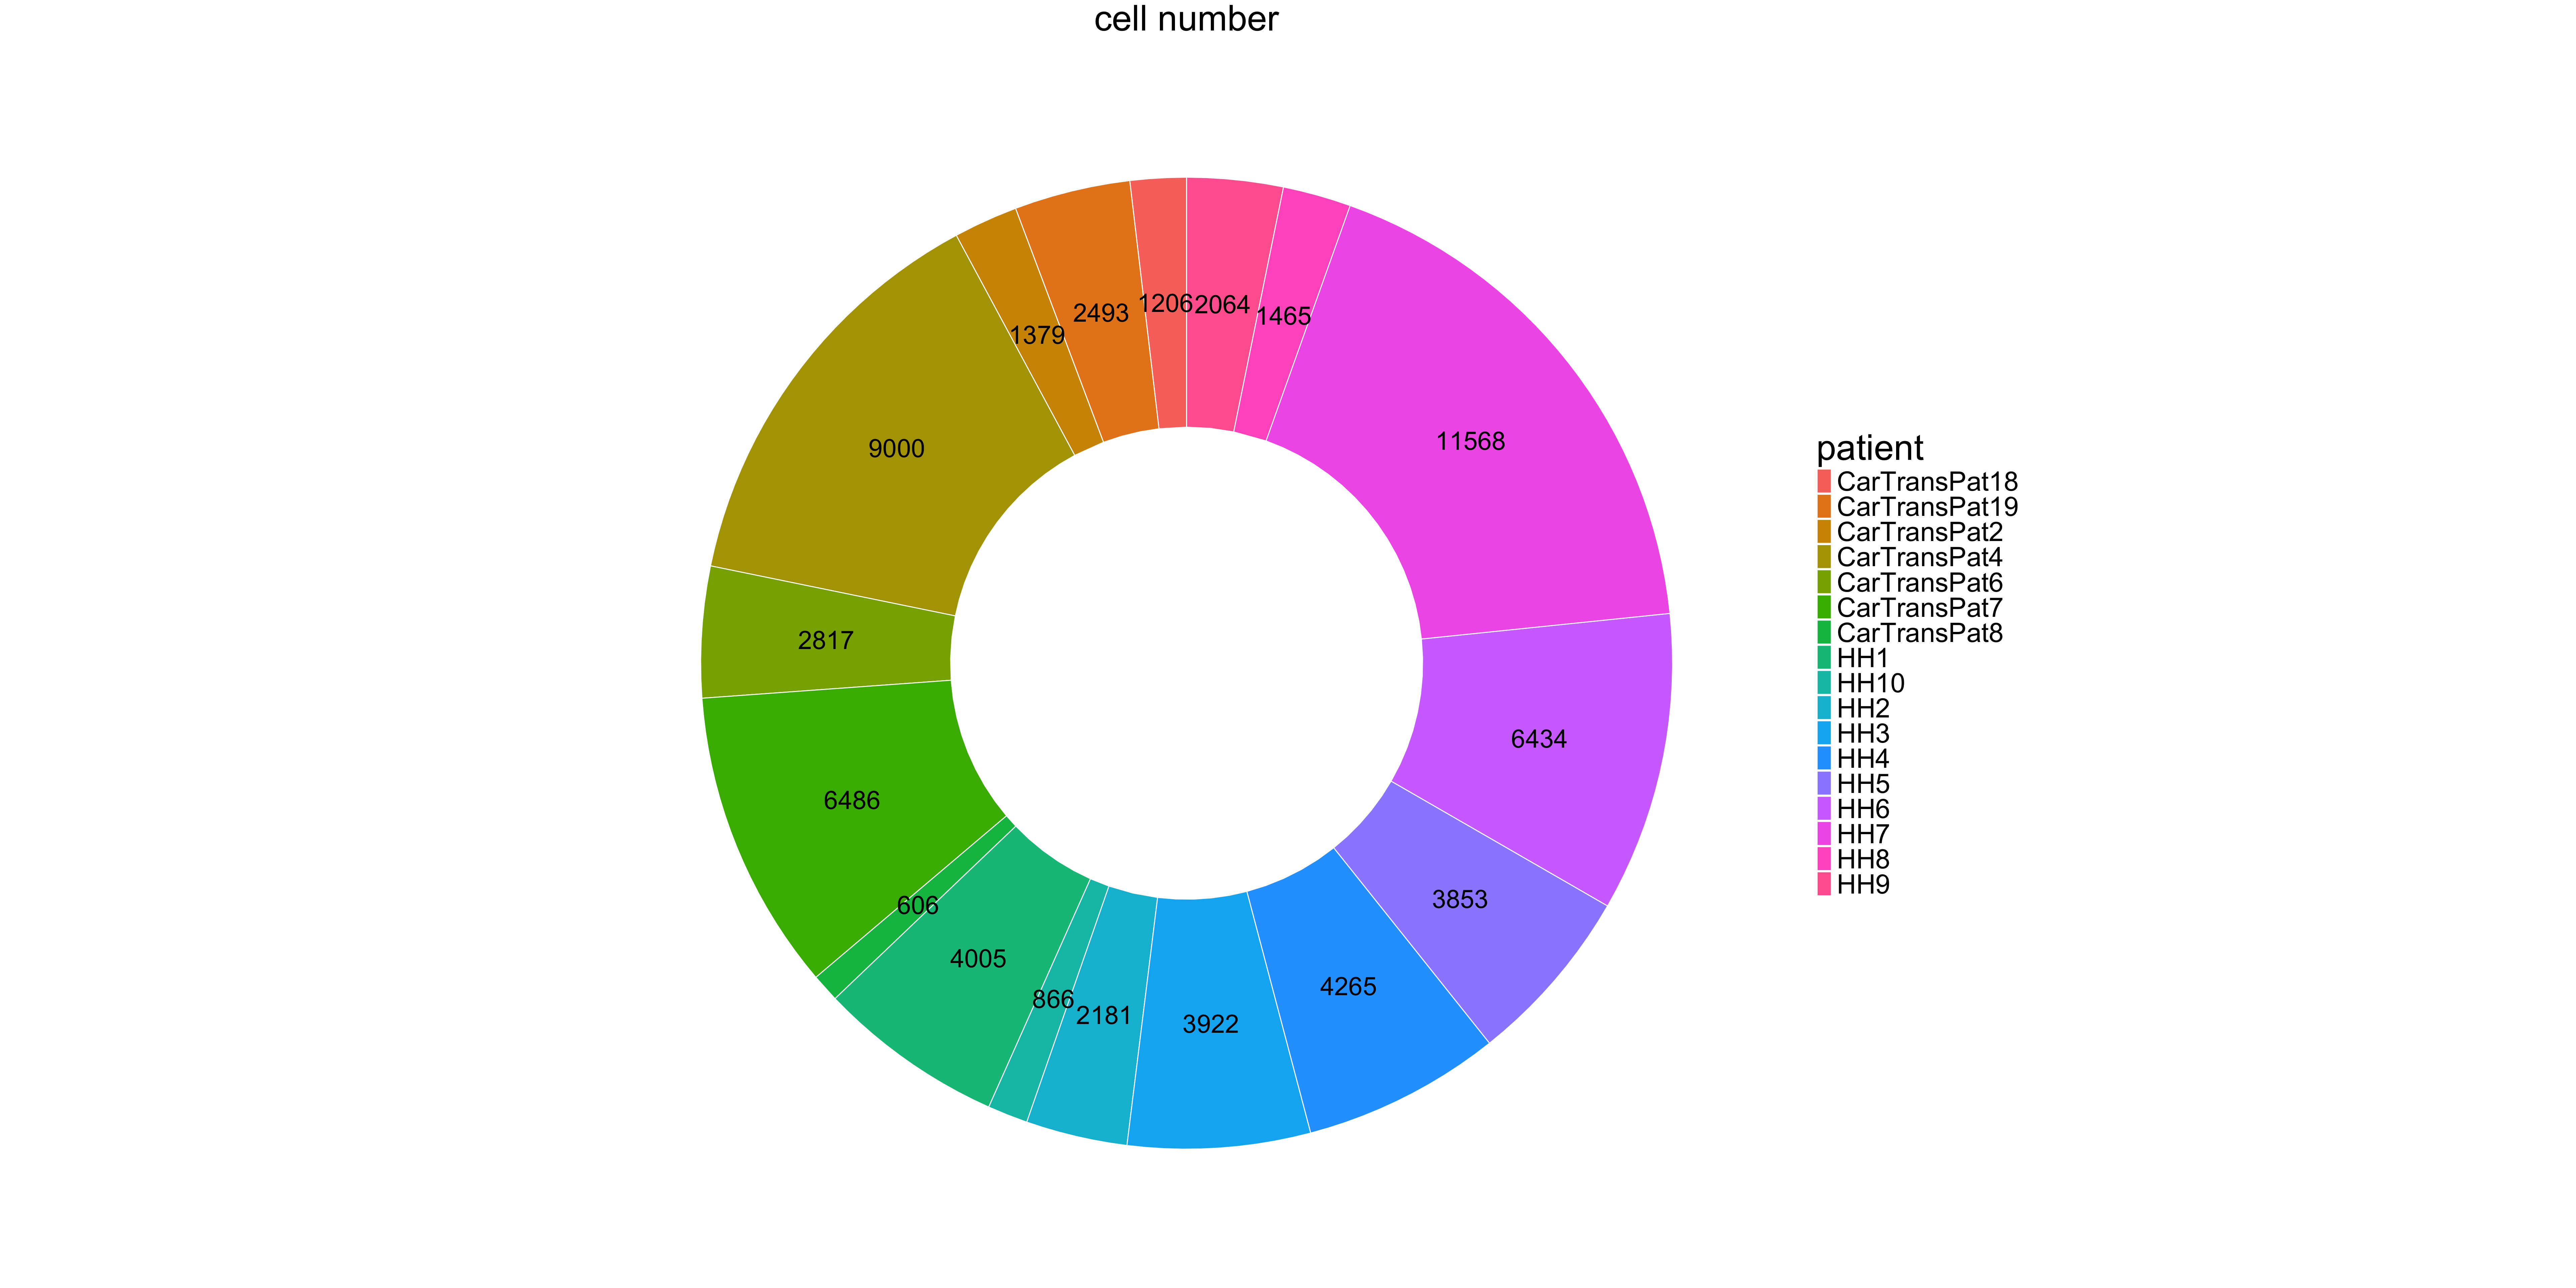 cell number
1206
2064
1465
2493
1379
11568
9000
2817
6434
6486
3853
606
4005
866
2181
3922
4265
patient
CarTransPat18
CarTransPat19
CarTransPat2
CarTransPat4
CarTransPat6
CarTransPat7
CarTransPat8
HH1
HH10
HH2
HH3
HH4
HH5
HH6
HH7
HH8
HH9